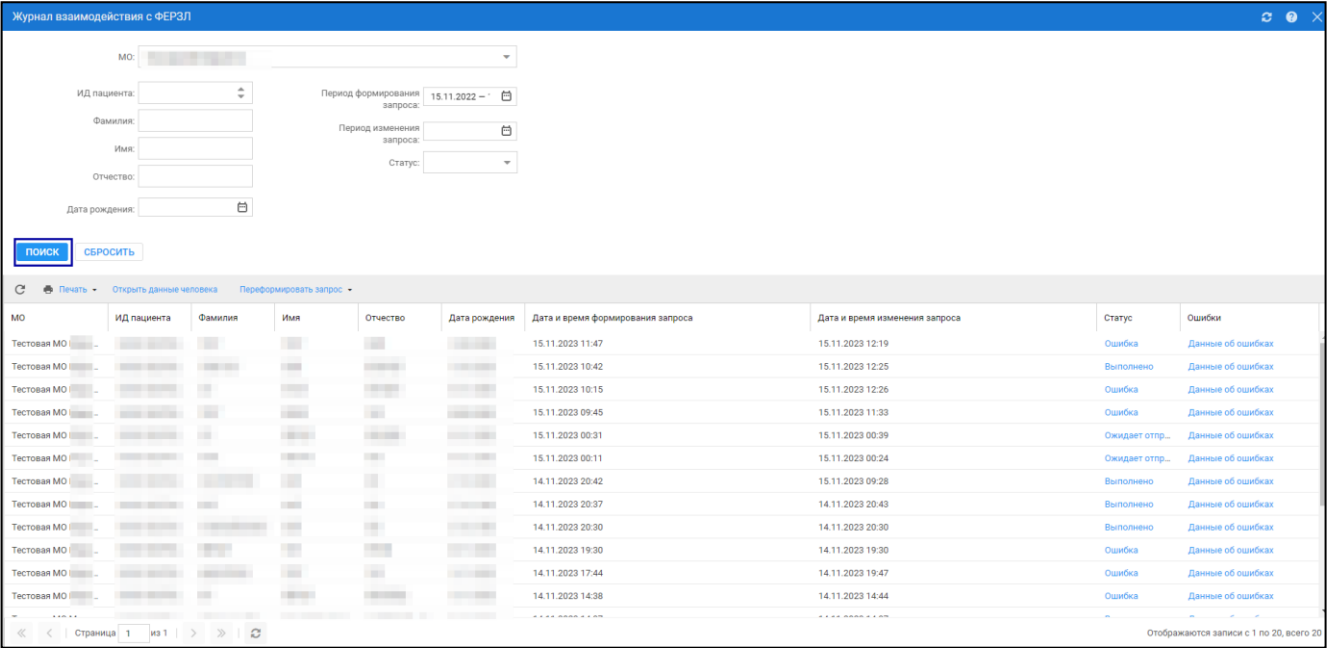 Журнал взаимодействия с ФЕРЗЛ
МО:
ИД пациента:
Период формирования запроса: 15.11.2022 –
Фамилия:
Период изменения запроса:
Имя:
Статус:
Отчество:
Дата рождения:
ПОИСК СБРОСИТЬ
Печать Открыть данные человека Переформировать запрос
МО ИД пациента Фамилия Имя Отчество Дата рождения Дата и время формирования запроса Дата и время изменения запроса Статус Ошибки
Тестовая МО 15.11.2023 11:47 15.11.2023 12:19 Ошибка Данные об ошибках
Тестовая МО 15.11.2023 10:42 15.11.2023 12:25 Выполнено Данные об ошибках
Тестовая МО 15.11.2023 10:15 15.11.2023 12:26 Ошибка Данные об ошибках
Тестовая МО 15.11.2023 09:45 15.11.2023 11:33 Ошибка Данные об ошибках
Тестовая МО 15.11.2023 00:31 15.11.2023 00:39 Ожидает отпр... Данные об ошибках
Тестовая МО 15.11.2023 00:11 15.11.2023 00:24 Ожидает отпр... Данные об ошибках
Тестовая МО 14.11.2023 20:42 15.11.2023 09:28 Выполнено Данные об ошибках
Тестовая МО 14.11.2023 20:37 14.11.2023 20:43 Выполнено Данные об ошибках
Тестовая МО 14.11.2023 20:30 14.11.2023 20:30 Выполнено Данные об ошибках
Тестовая МО 14.11.2023 19:30 14.11.2023 19:30 Ошибка Данные об ошибках
Тестовая МО 14.11.2023 17:44 14.11.2023 19:47 Ошибка Данные об ошибках
Тестовая МО 14.11.2023 14:38 14.11.2023 14:44 Ошибка Данные об ошибках
Страница 1 из 1 Отображаются записи с 1 по 20, всего 20